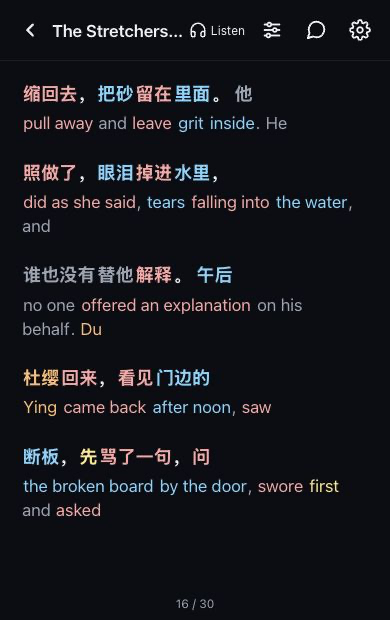 The Stretchers... Listen
缩回去，把砂留在里面。他
pull away and leave grit inside. He
照做了，眼泪掉进水里，
did as she said, tears falling into the water,
and
谁也没有替他解释。午后
no one offered an explanation on his
behalf. Du
杜缨回来，看见门边的
Ying came back after noon, saw
断板，先骂了一句，问
the broken board by the door, swore first
and asked
16 / 30